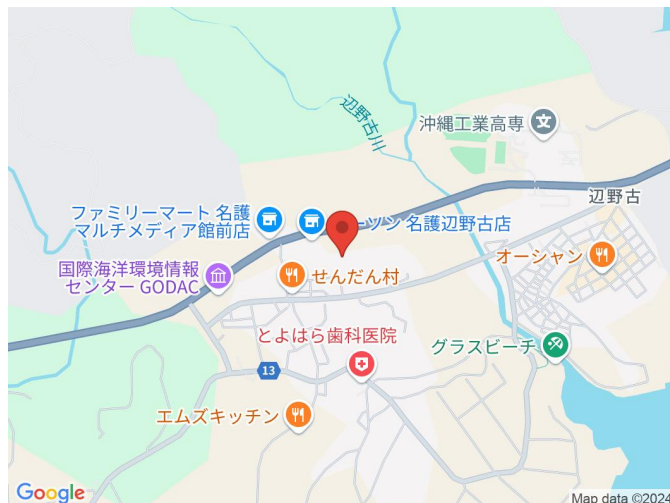 辺野古川
沖縄工業高専
ファミリーマート 名護
マルチメディア館前店
ーソン 名護辺野古店
辺野古
オーシャン
国際海洋環境情報
センター GODAC
せんだん村
とよはら歯科医院
グラスビーチ
13
エムズキッチン
Google
Map data ©2024